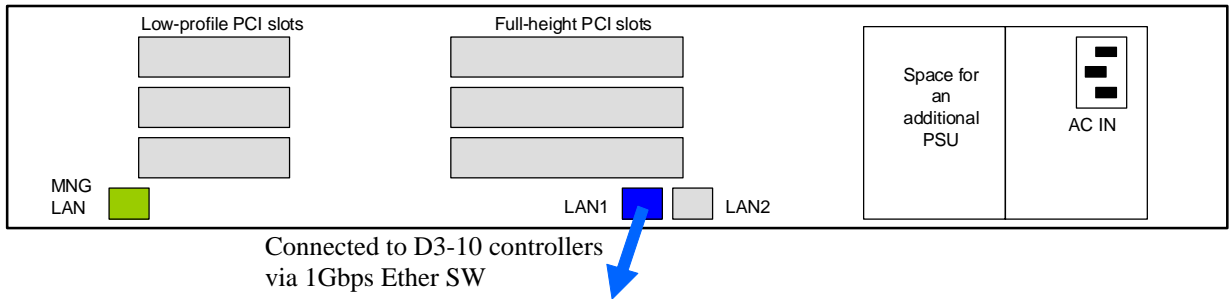 Low-profile PCI slots
Full-height PCI slots
Space for
an
additional
PSU
AC IN
MNG
LAN
LAN1
LAN2
Connected to D3-10 controllers
via 1Gbps Ether SW